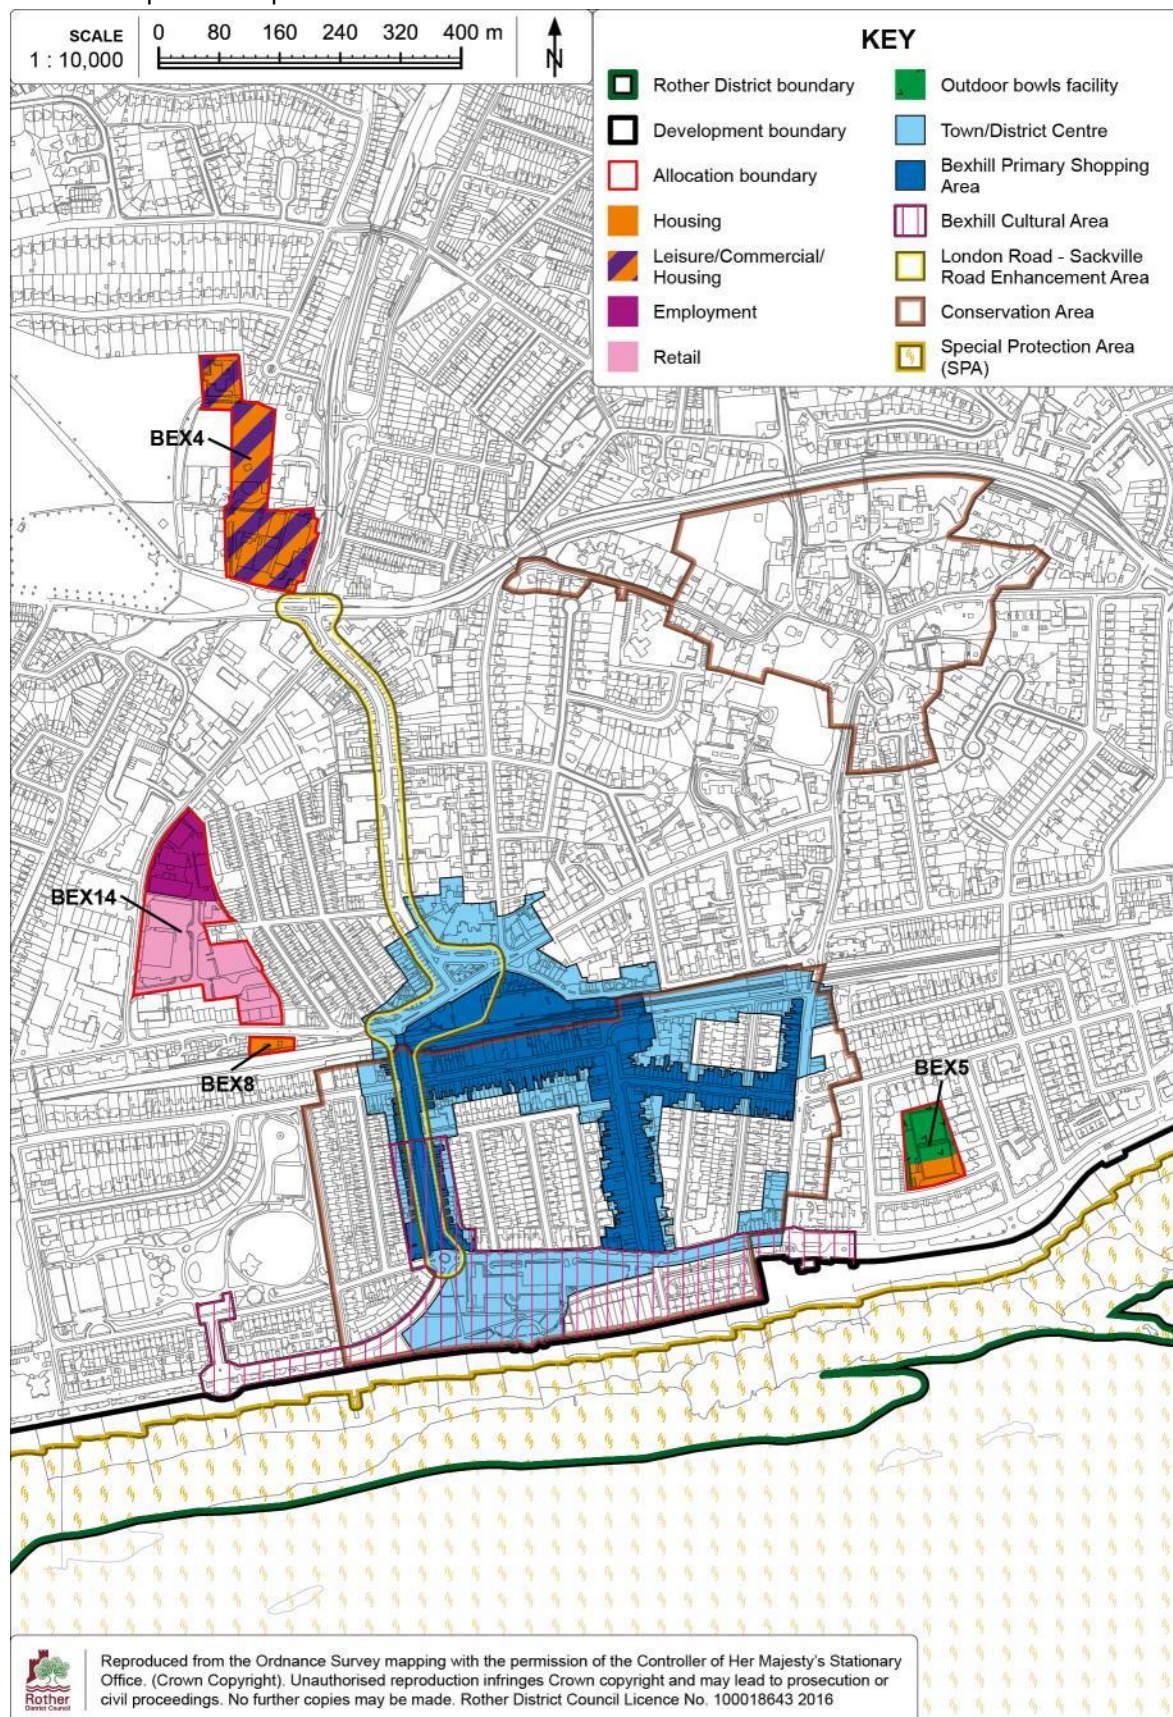 SCALE
1 : 10,000
0 80 160 240 320 400 m
N
KEY
Rother District boundary
Development boundary
Allocation boundary
Housing
Leisure/Commercial/
Housing
Employment
Retail
Outdoor bowls facility
Town/District Centre
Bexhill Primary Shopping
Area
Bexhill Cultural Area
London Road - Sackville
Road Enhancement Area
Conservation Area
Special Protection Area
(SPA)
BEX4
BEX14
BEX8
BEX5
Rother
District Council
Reproduced from the Ordnance Survey mapping with the permission of the Controller of Her Majesty's Stationary
Office. (Crown Copyright). Unauthorised reproduction infringes Crown copyright and may lead to prosecution or
civil proceedings. No further copies may be made. Rother District Council Licence No. 100018643 2016